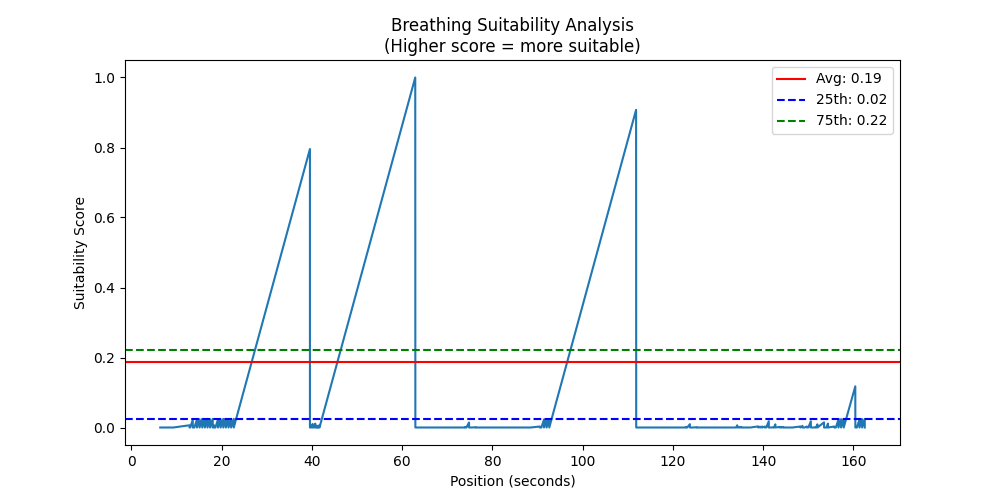 Breathing Suitability Analysis
(Higher score = more suitable)
Suitability Score
1.0
0.8
0.6
0.4
0.2
0.0
Avg: 0.19
25th: 0.02
75th: 0.22
0 20 40 60 80 100 120 140 160
Position (seconds)